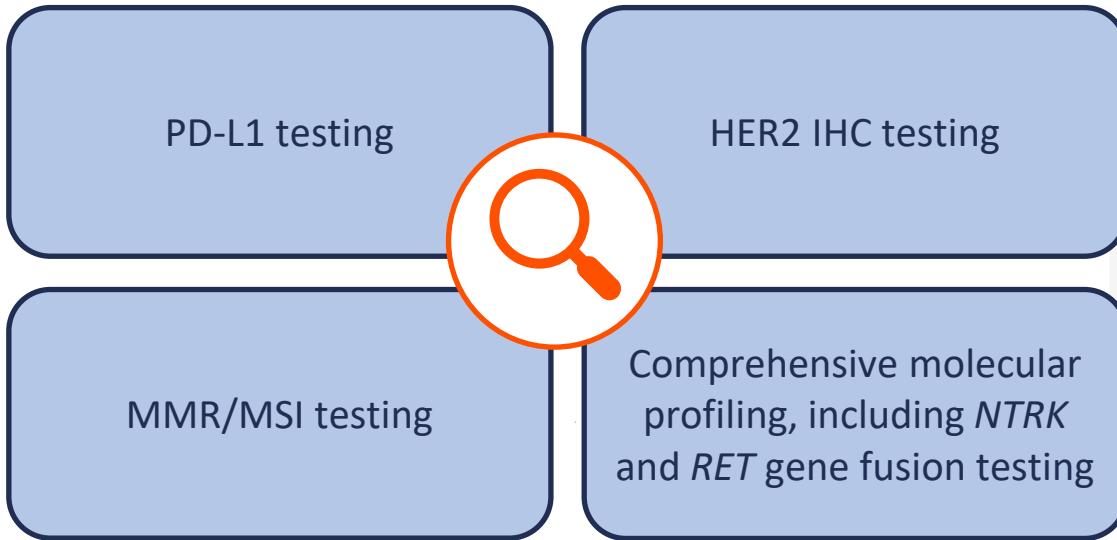 PD-L1 testing
HER2 IHC testing
MMR/MSI testing
Comprehensive molecular
profiling, including NTRK
and RET gene fusion testing